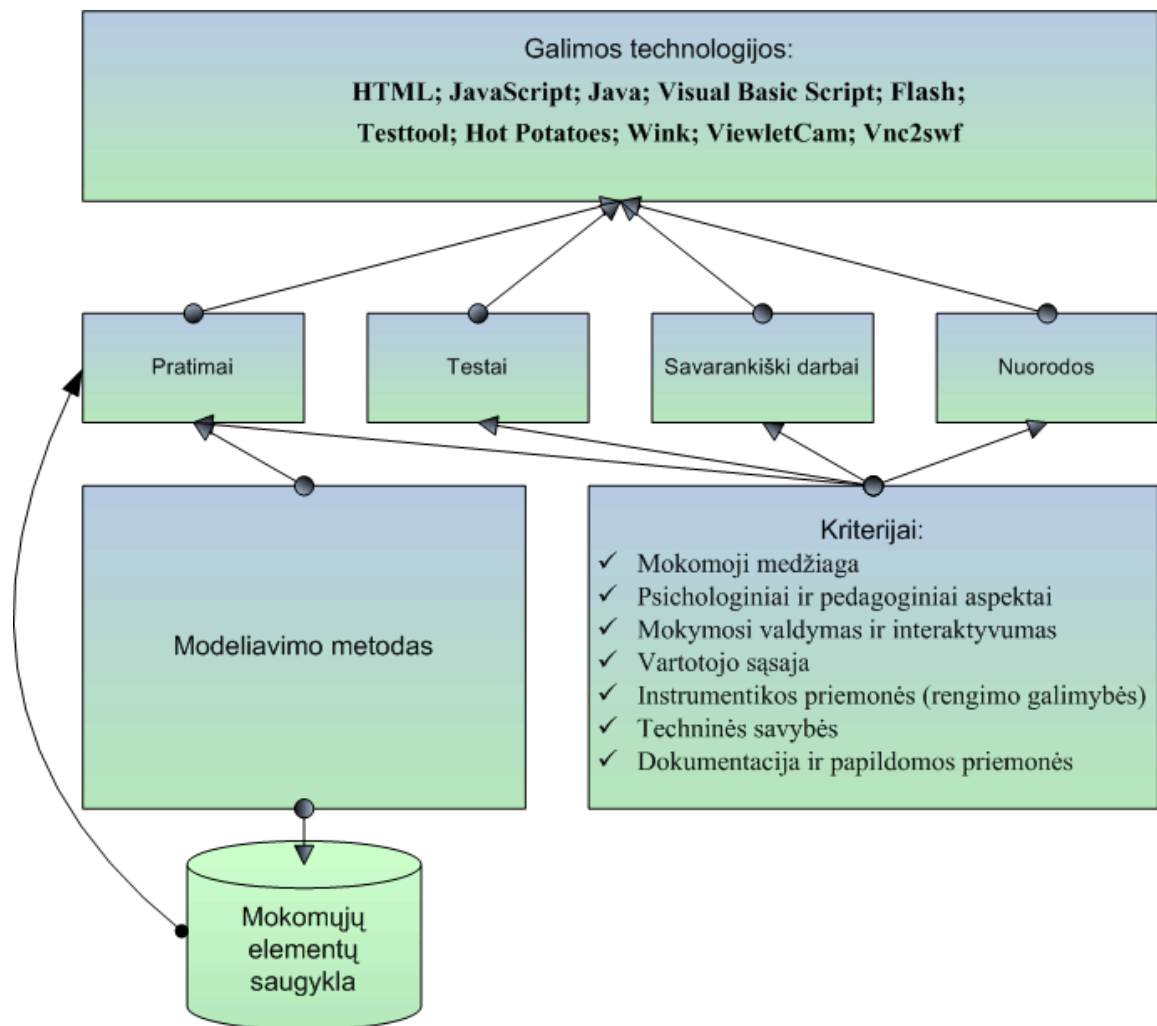 Galimos technologijos:
HTML; JavaScript; Java; Visual Basic Script; Flash;
Testtool; Hot Potatoes; Wink; ViewletCam; Vnc2swf
Pratimai
Testai
Savarankiški darbai
Nuorodos
Modeliavimo metodas
Kriterijai:
✓ Mokomoji medžiaga
✓ Psichologiniai ir pedagoginiai aspektai
✓ Mokymosi valdymas ir interaktyvumas
✓ Vartotojo sąsaja
✓ Instrumentikos priemonės (rengimo galimybės)
✓ Techninės savybės
✓ Dokumentacija ir papildomos priemonės
Mokomųjų
elementų
saugykla